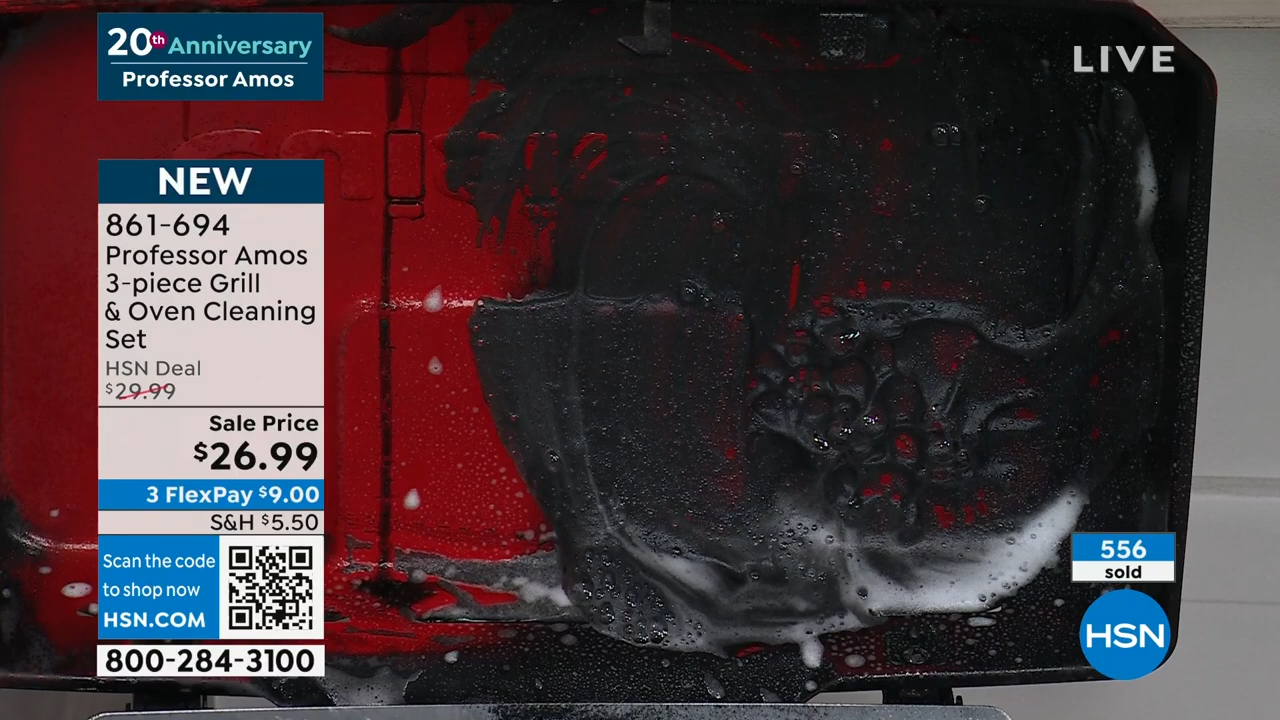 20th Anniversary
Professor Amos
LIVE
NEW
861-694
Professor Amos
3-piece Grill
& Oven Cleaning
Set
HSN Deal
$29.99
Sale Price
$26.99
3 FlexPay $9.00
S&H $5.50
Scan the code
to shop now
HSN.COM
800-284-3100
556
sold
HSN